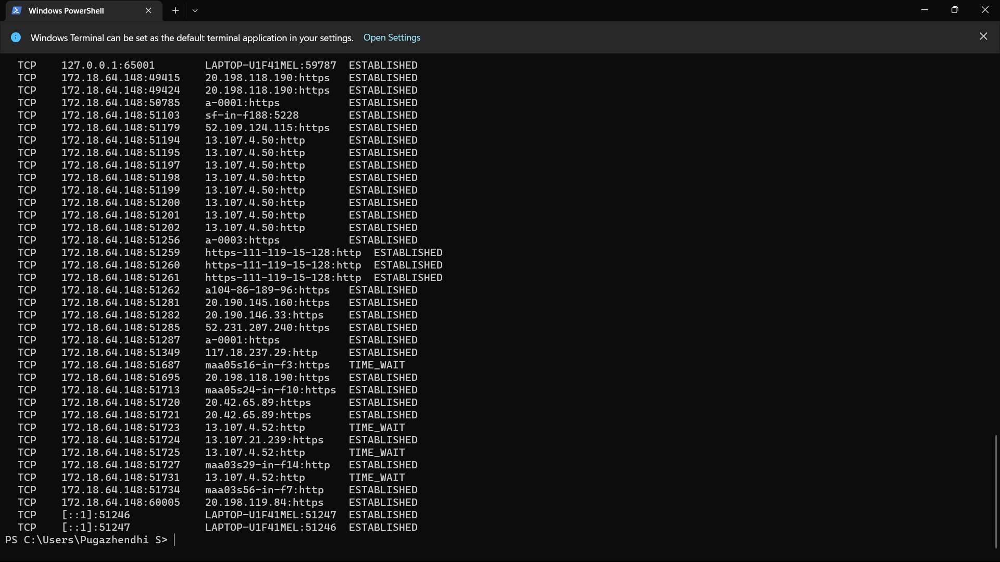 Windows PowerShell
Windows Terminal can be set as the default terminal application in your settings. Open Settings
TCP 127.0.0.1:65001 LAPTOP-U1F41MEL:59787 ESTABLISHED
TCP 172.18.64.148:49415 20.198.118.190:https ESTABLISHED
TCP 172.18.64.148:49424 20.198.118.190:https ESTABLISHED
TCP 172.18.64.148:50785 a-0001:https ESTABLISHED
TCP 172.18.64.148:51103 sf-in-f188:5228 ESTABLISHED
TCP 172.18.64.148:51179 52.109.124.115:https ESTABLISHED
TCP 172.18.64.148:51194 13.107.4.50:http ESTABLISHED
TCP 172.18.64.148:51195 13.107.4.50:http ESTABLISHED
TCP 172.18.64.148:51197 13.107.4.50:http ESTABLISHED
TCP 172.18.64.148:51198 13.107.4.50:http ESTABLISHED
TCP 172.18.64.148:51199 13.107.4.50:http ESTABLISHED
TCP 172.18.64.148:51200 13.107.4.50:http ESTABLISHED
TCP 172.18.64.148:51201 13.107.4.50:http ESTABLISHED
TCP 172.18.64.148:51202 13.107.4.50:http ESTABLISHED
TCP 172.18.64.148:51256 a-0003:https ESTABLISHED
TCP 172.18.64.148:51259 https-111-119-15-128:http ESTABLISHED
TCP 172.18.64.148:51260 https-111-119-15-128:http ESTABLISHED
TCP 172.18.64.148:51261 https-111-119-15-128:http ESTABLISHED
TCP 172.18.64.148:51262 a104-86-189-96:https ESTABLISHED
TCP 172.18.64.148:51281 20.190.145.160:https ESTABLISHED
TCP 172.18.64.148:51282 20.190.146.33:https ESTABLISHED
TCP 172.18.64.148:51285 52.231.207.240:https ESTABLISHED
TCP 172.18.64.148:51287 a-0001:https ESTABLISHED
TCP 172.18.64.148:51349 117.18.237.29:http ESTABLISHED
TCP 172.18.64.148:51687 maa05s16-in-f3:https TIME_WAIT
TCP 172.18.64.148:51695 20.198.118.190:https ESTABLISHED
TCP 172.18.64.148:51713 maa05s24-in-f10:https ESTABLISHED
TCP 172.18.64.148:51720 20.42.65.89:https ESTABLISHED
TCP 172.18.64.148:51721 20.42.65.89:https ESTABLISHED
TCP 172.18.64.148:51723 13.107.4.52:http TIME_WAIT
TCP 172.18.64.148:51724 13.107.21.239:https ESTABLISHED
TCP 172.18.64.148:51725 13.107.4.52:http TIME_WAIT
TCP 172.18.64.148:51727 maa03s29-in-f14:http ESTABLISHED
TCP 172.18.64.148:51731 13.107.4.52:http TIME_WAIT
TCP 172.18.64.148:51734 maa03s56-in-f7:http ESTABLISHED
TCP 172.18.64.148:60005 20.198.119.84:https ESTABLISHED
TCP [::1]:51246 LAPTOP-U1F41MEL:51247 ESTABLISHED
TCP [::1]:51247 LAPTOP-U1F41MEL:51246 ESTABLISHED
PS C:\Users\Pugazhendhi S>